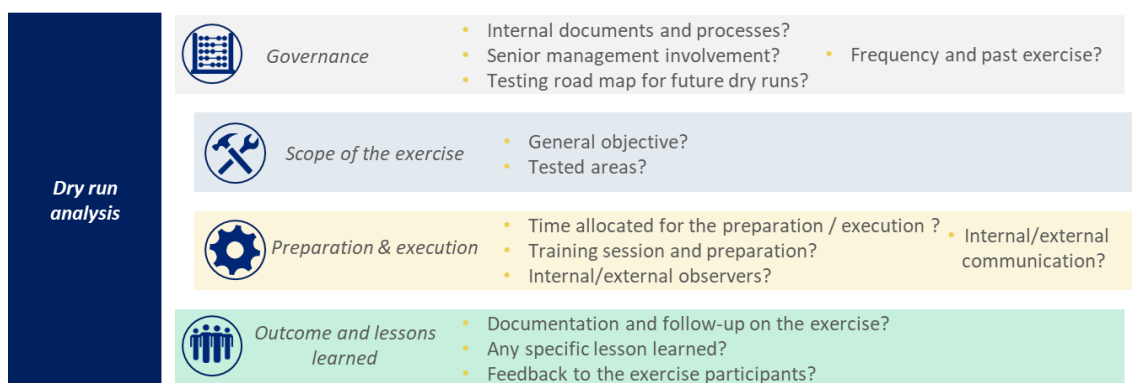 Dry run
analysis
Governance
• Internal documents and processes?
• Senior management involvement?
• Testing road map for future dry runs?
• Frequency and past exercise?
Scope of the exercise
• General objective?
• Tested areas?
Preparation & execution
• Time allocated for the preparation / execution ?
• Training session and preparation?
• Internal/external observers?
• Internal/external
communication?
Outcome and lessons
learned
• Documentation and follow-up on the exercise?
• Any specific lesson learned?
• Feedback to the exercise participants?